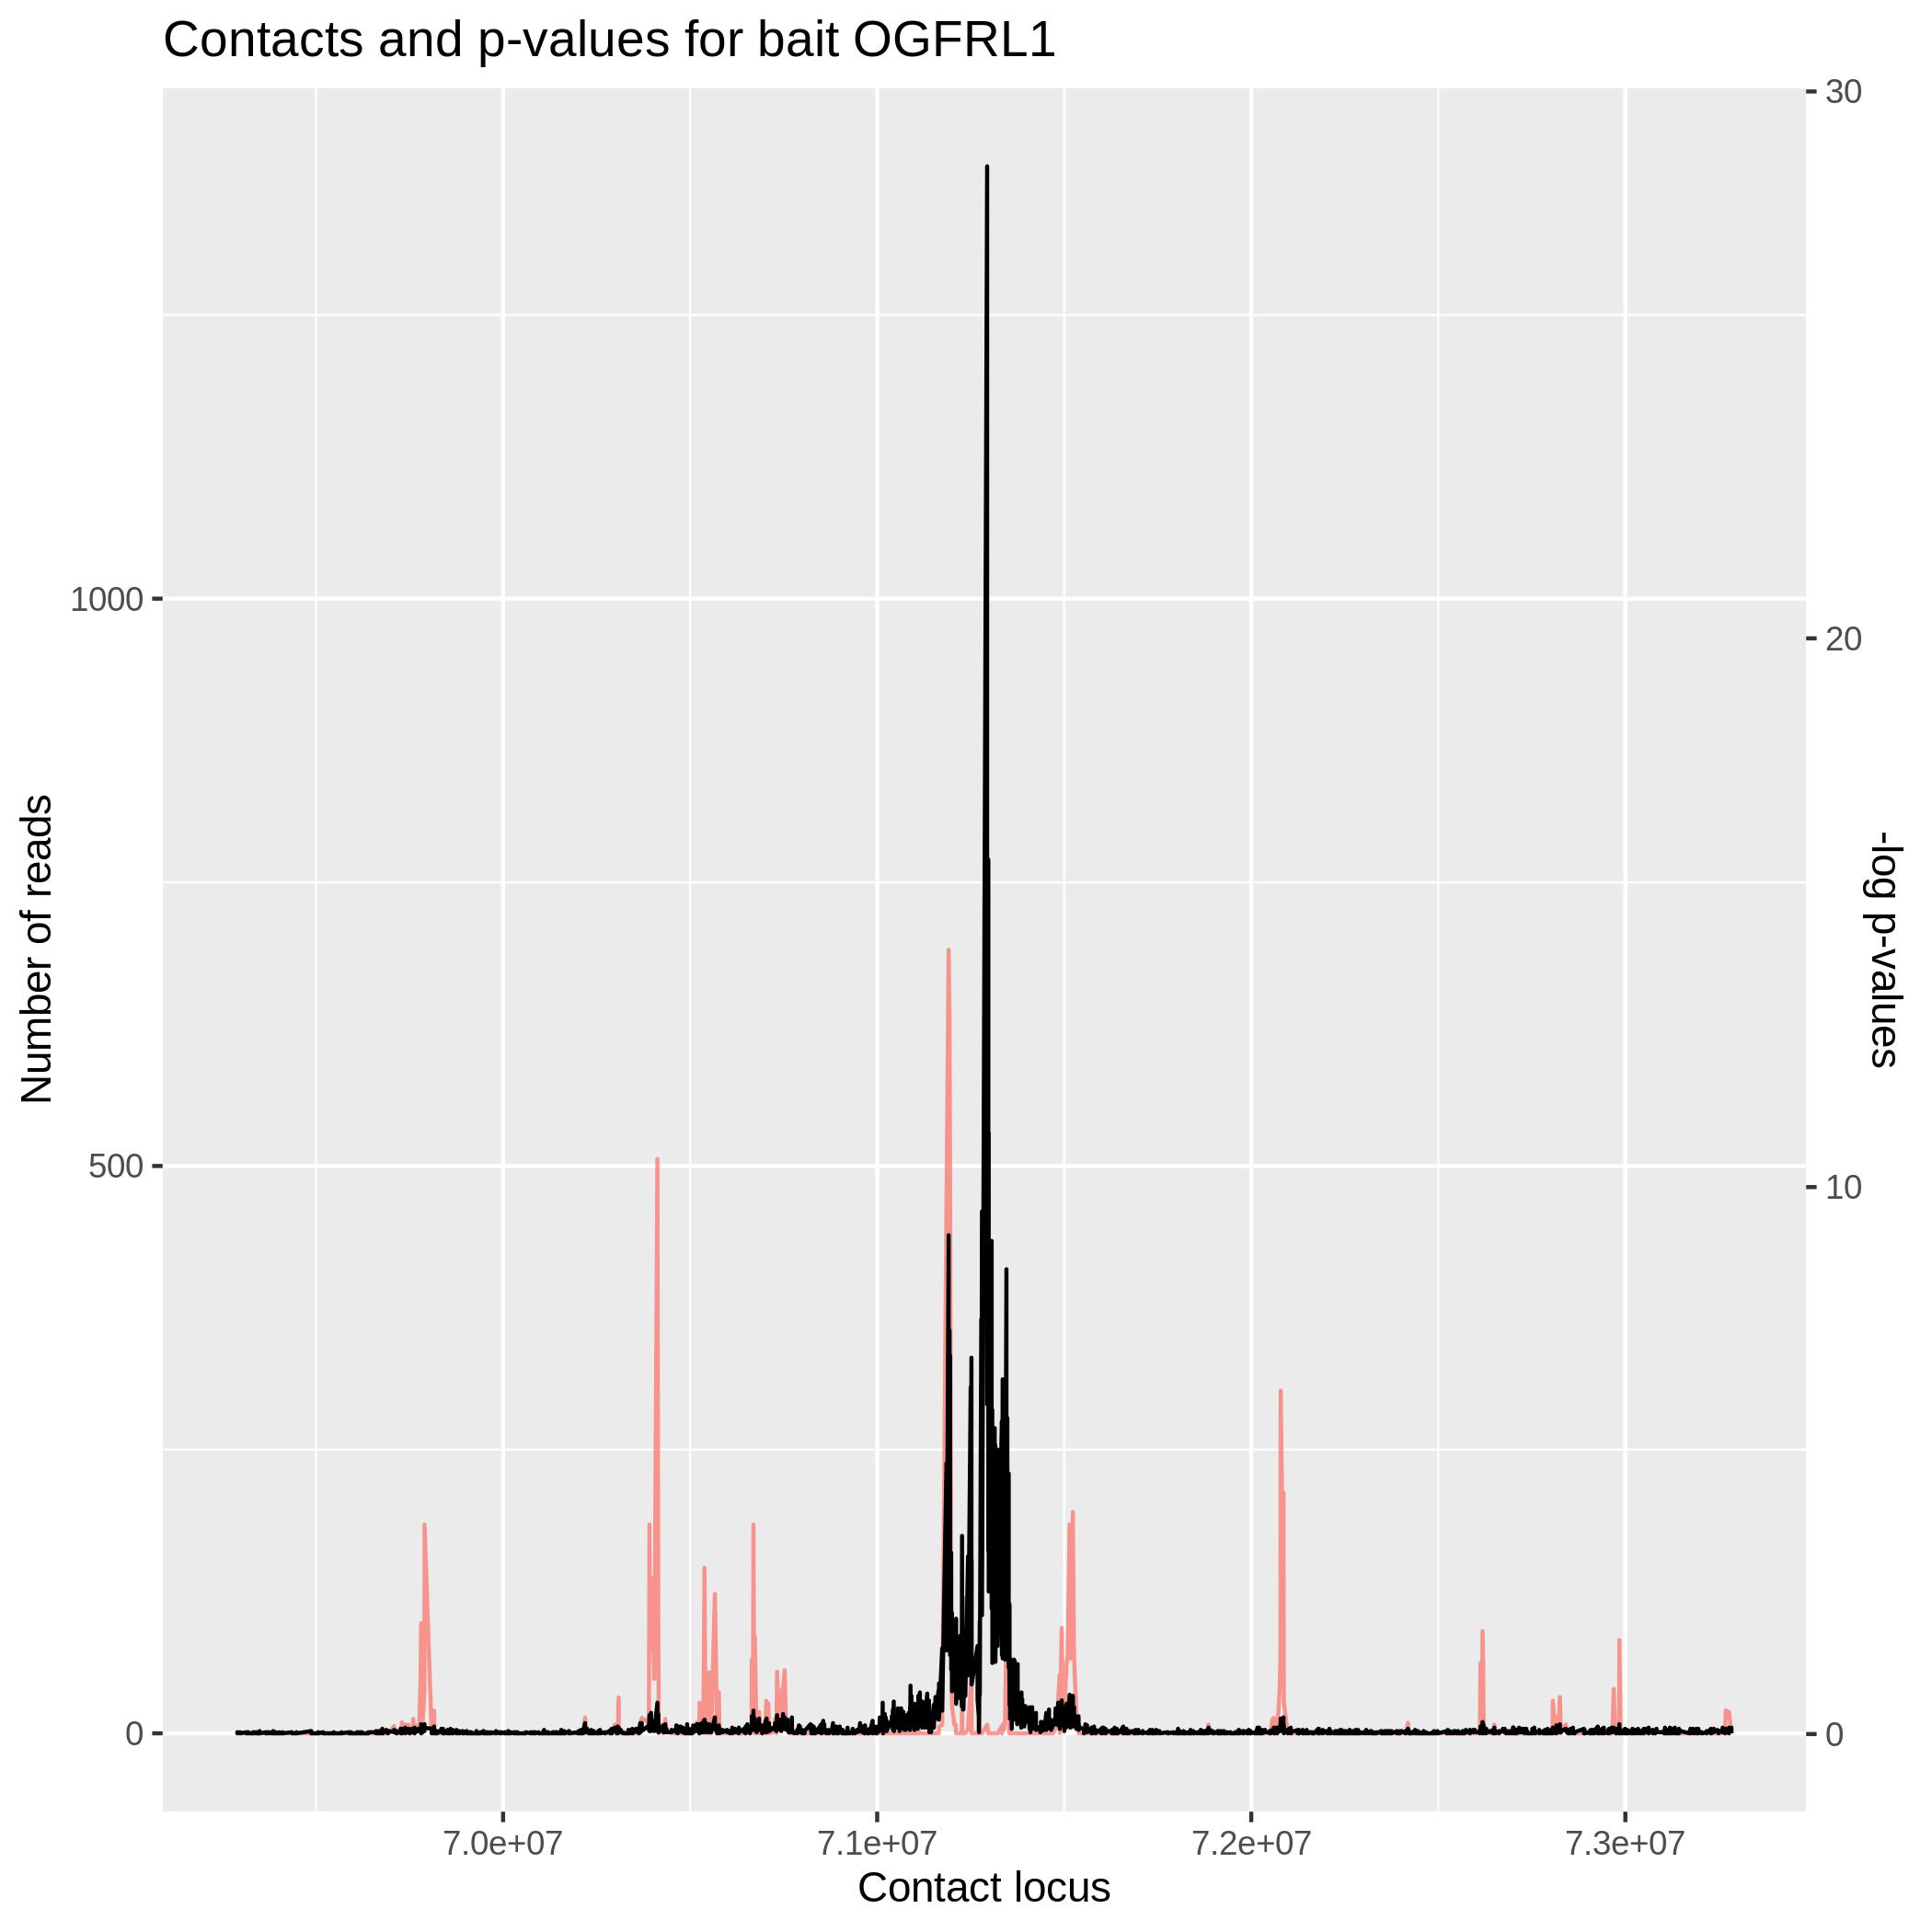 Contacts and p-values for bait OGFRL1
30
1000
20
Number of reads
-log p-values
500
10
0
0
7.0e+07
7.1e+07
7.2e+07
7.3e+07
Contact locus